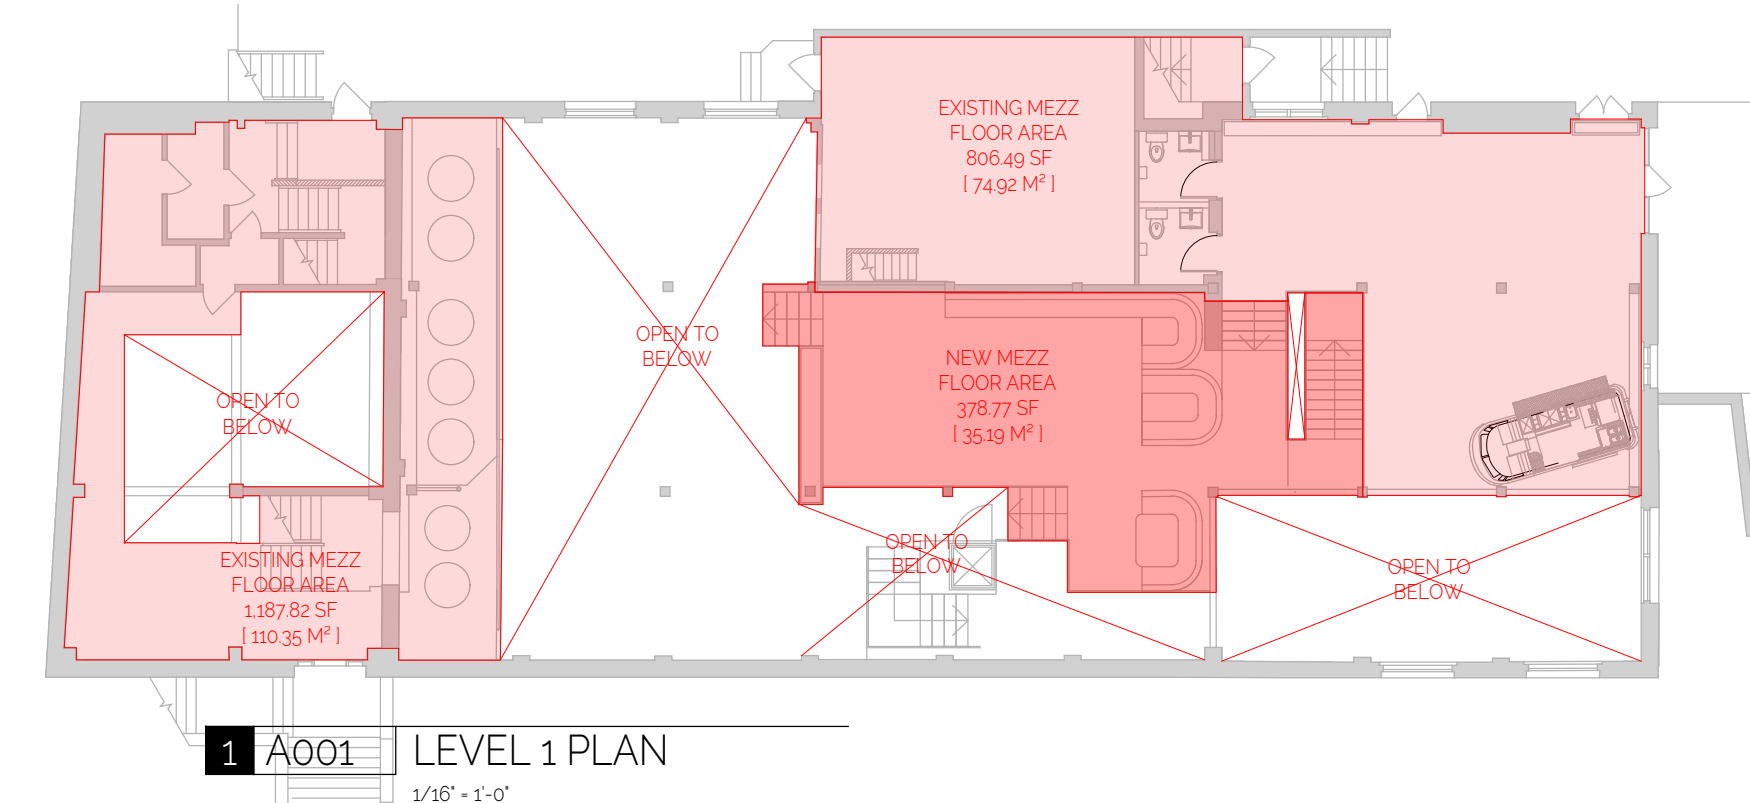 EXISTING MEZZ
FLOOR AREA
806.49 SF
[ 74.92 M² ]
OPEN TO
BELOW
NEW MEZZ
FLOOR AREA
378.77 SF
[ 35.19 M² ]
OPEN TO
BELOW
OPEN TO
BELOW
OPEN TO
BELOW
EXISTING MEZZ
FLOOR AREA
1,187.82 SF
[ 110.35 M² ]
1 A001 LEVEL 1 PLAN
1/16" = 1'-0"